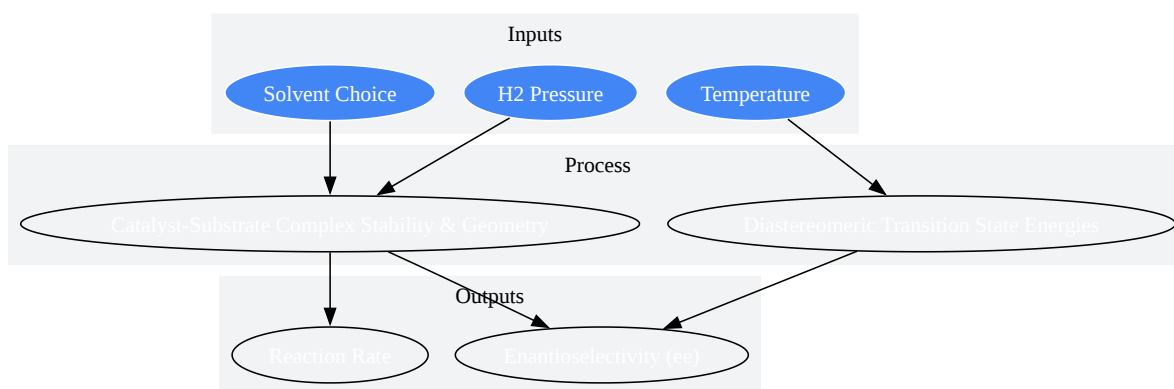 Inputs
Solvent Choice
H2 Pressure
Temperature
Process
Catalyst-Substrate Complex Stability & Geometry
Diastereomeric Transition State Energies
Outputs
Reaction Rate
Enantioselectivity (ee)